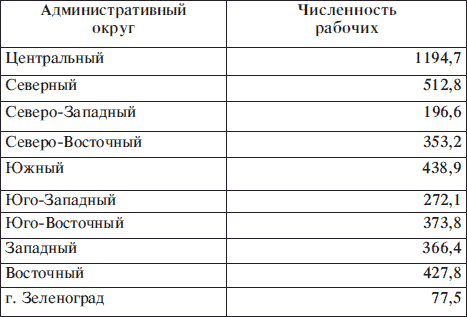 Административный округ Численность рабочих
Центральный 1194,7
Северный 512,8
Северо-Западный 196,6
Северо-Восточный 353,2
Южный 438,9
Юго-Западный 272,1
Юго-Восточный 373,8
Западный 366,4
Восточный 427,8
г. Зеленоград 77,5